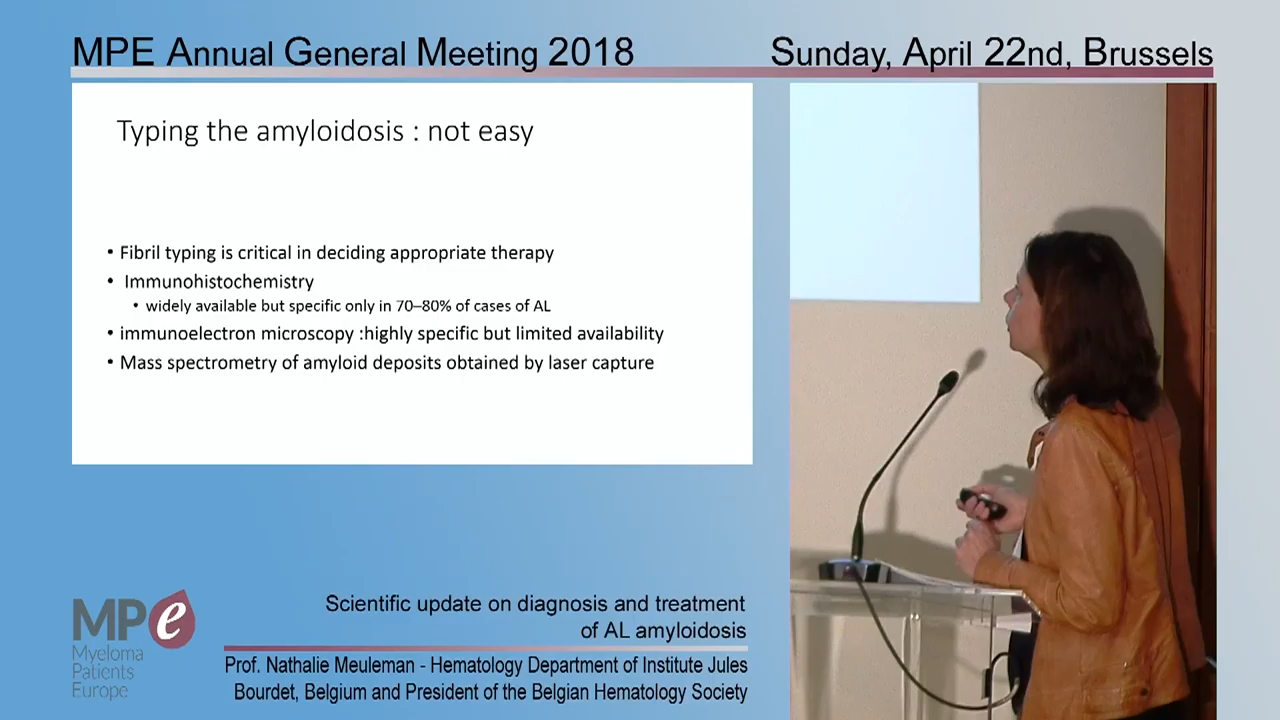 MPE Annual General Meeting 2018
Sunday, April 22nd, Brussels
Typing the amyloidosis : not easy
• Fibril typing is critical in deciding appropriate therapy
• Immunohistochemistry
• widely available but specific only in 70–80% of cases of AL
• immunoelectron microscopy :highly specific but limited availability
• Mass spectrometry of amyloid deposits obtained by laser capture
Scientific update on diagnosis and treatment
of AL amyloidosis
Prof. Nathalie Meuleman - Hematology Department of Institute Jules
Bourdet, Belgium and President of the Belgian Hematology Society
MPe
Myeloma
Patients
Europe